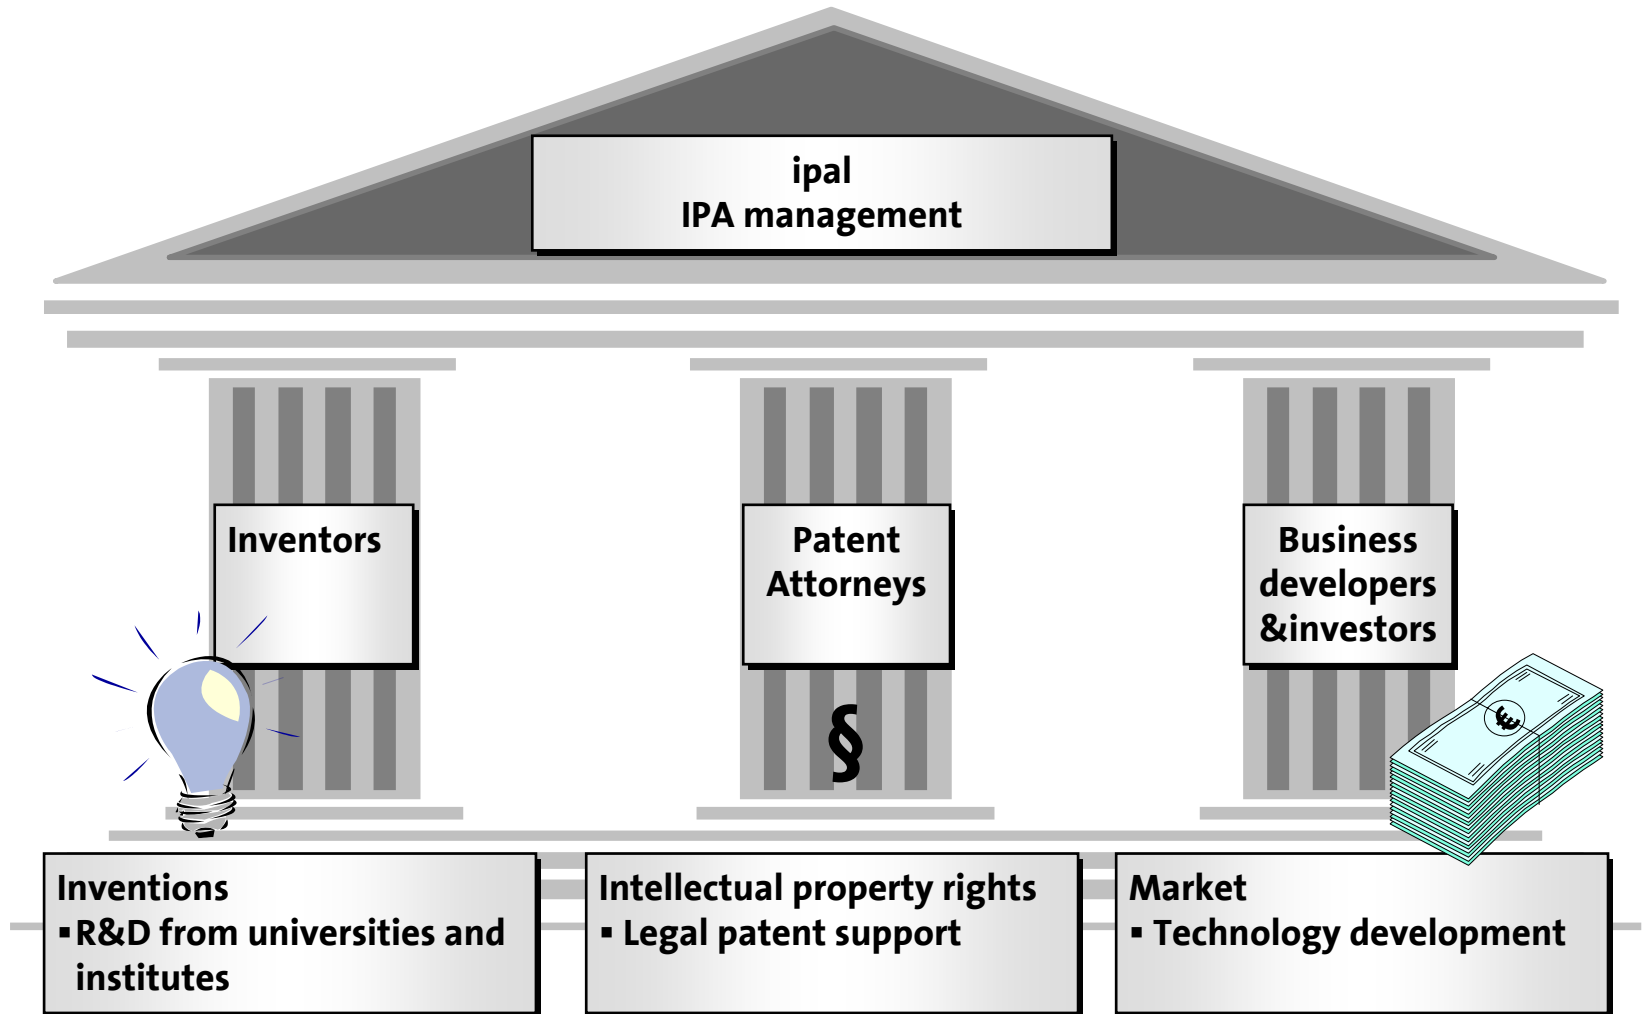 ipal
IPA management
Inventors
Patent
Attorneys
Business
developers
&investors
§
€
Inventions
▪R&D from universities and
institutes
Intellectual property rights
▪ Legal patent support
Market
▪ Technology development